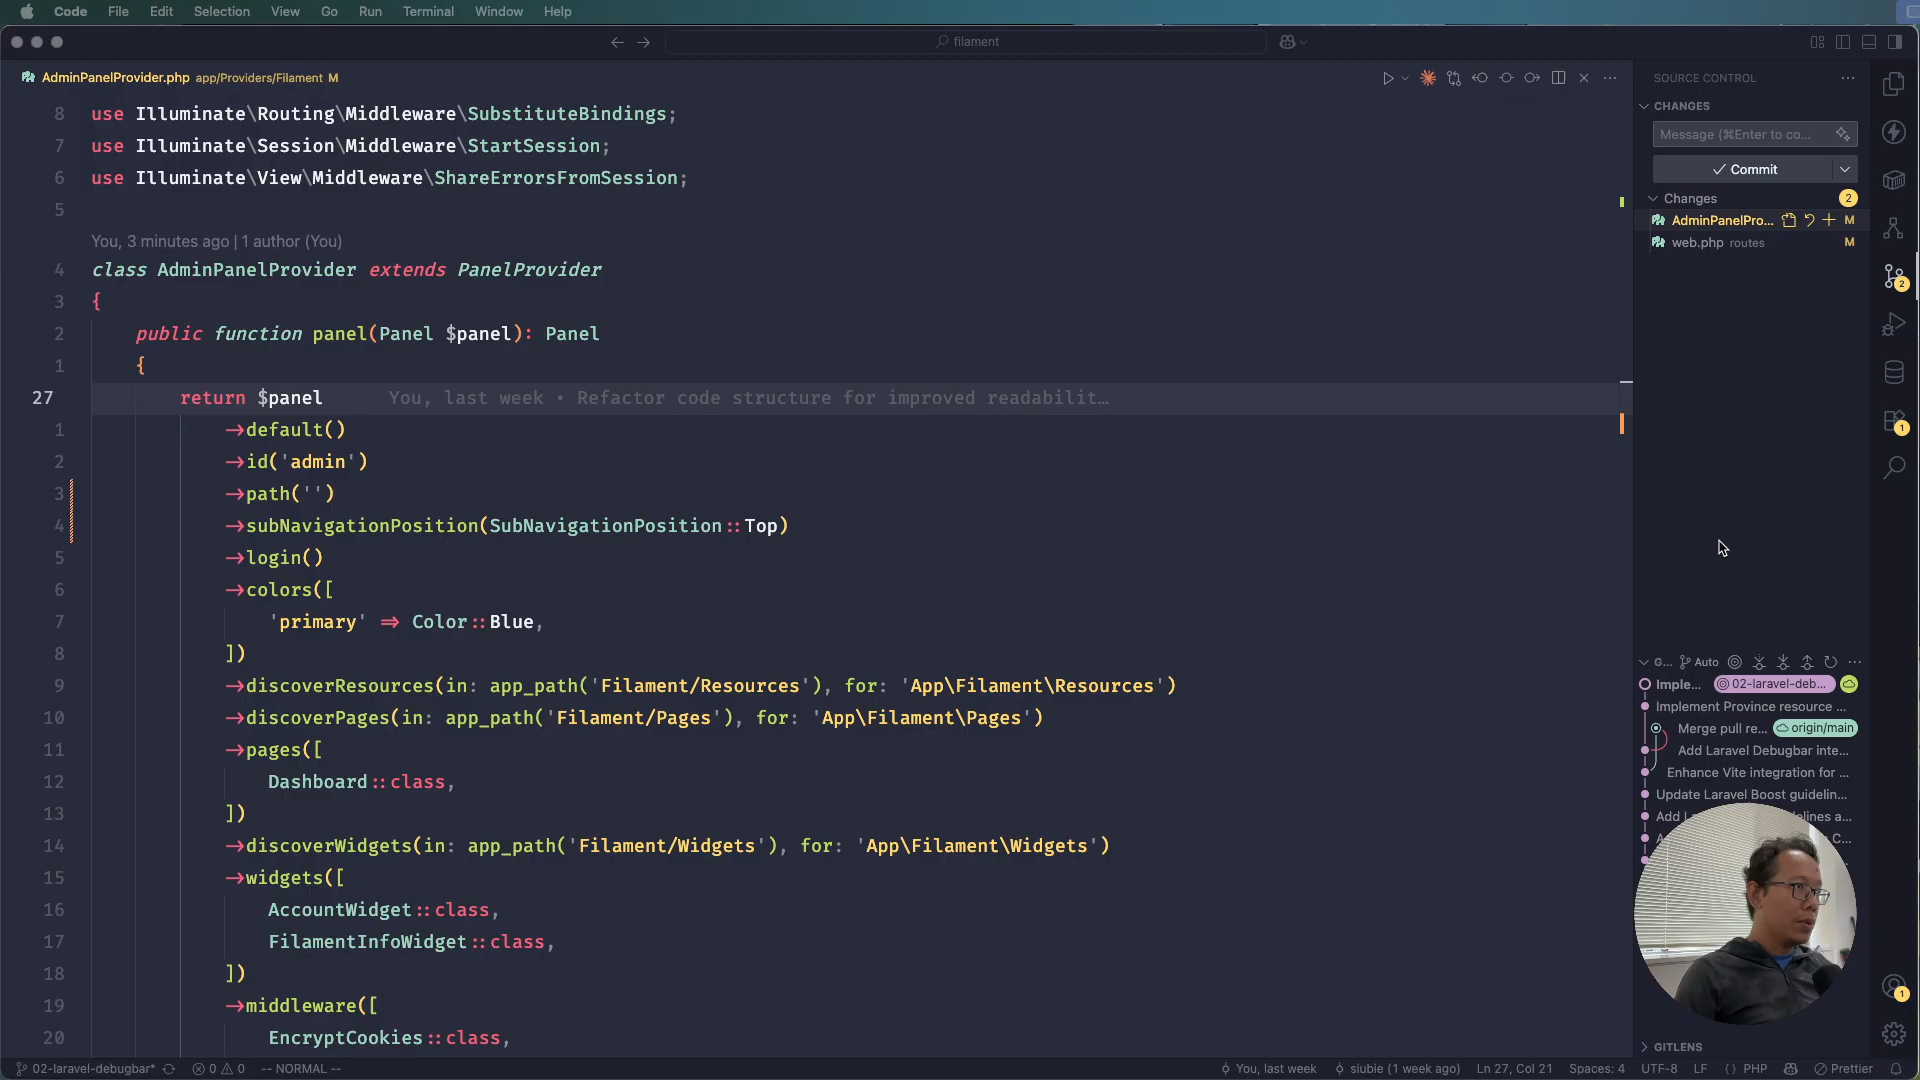 Code File Edit Selection View Go Run Terminal Window Help
filament
AdminPanelProvider.php app/Providers/Filament M
8 use Illuminate\Routing\Middleware\SubstituteBindings;
7 use Illuminate\Session\Middleware\StartSession;
6 use Illuminate\View\Middleware\ShareErrorsFromSession;
5
You, 3 minutes ago | 1 author (You)
4 class AdminPanelProvider extends PanelProvider
3 {
2 public function panel(Panel $panel): Panel
1 {
27 return $panel You, last week • Refactor code structure for improved readabilit…
1 ->default()
2 ->id('admin')
3 ->path('')
4 ->subNavigationPosition(SubNavigationPosition::Top)
5 ->login()
6 ->colors([
7 'primary' => Color::Blue,
8 ])
9 ->discoverResources(in: app_path('Filament/Resources'), for: 'App\Filament\Resources')
10 ->discoverPages(in: app_path('Filament/Pages'), for: 'App\Filament\Pages')
11 ->pages([
12 Dashboard::class,
13 ])
14 ->discoverWidgets(in: app_path('Filament/Widgets'), for: 'App\Filament\Widgets')
15 ->widgets([
16 AccountWidget::class,
17 FilamentInfoWidget::class,
18 ])
19 ->middleware([
20 EncryptCookies::class,
SOURCE CONTROL
CHANGES
Message (⌘Enter to co...
Commit
Changes 2
AdminPanelPro... M
web.php routes M
2
1
G... Auto
Imple... 02-laravel-deb...
Implement Province resource ...
Merge pull re... origin/main
Add Laravel Debugbar inte...
Enhance Vite integration for ...
Update Laravel Boost guidelin...
1
GITLENS
02-laravel-debugbar* 0 0 -- NORMAL -- You, last week siubie (1 week ago) Ln 27, Col 21 Spaces: 4 UTF-8 LF {} PHP Prettier